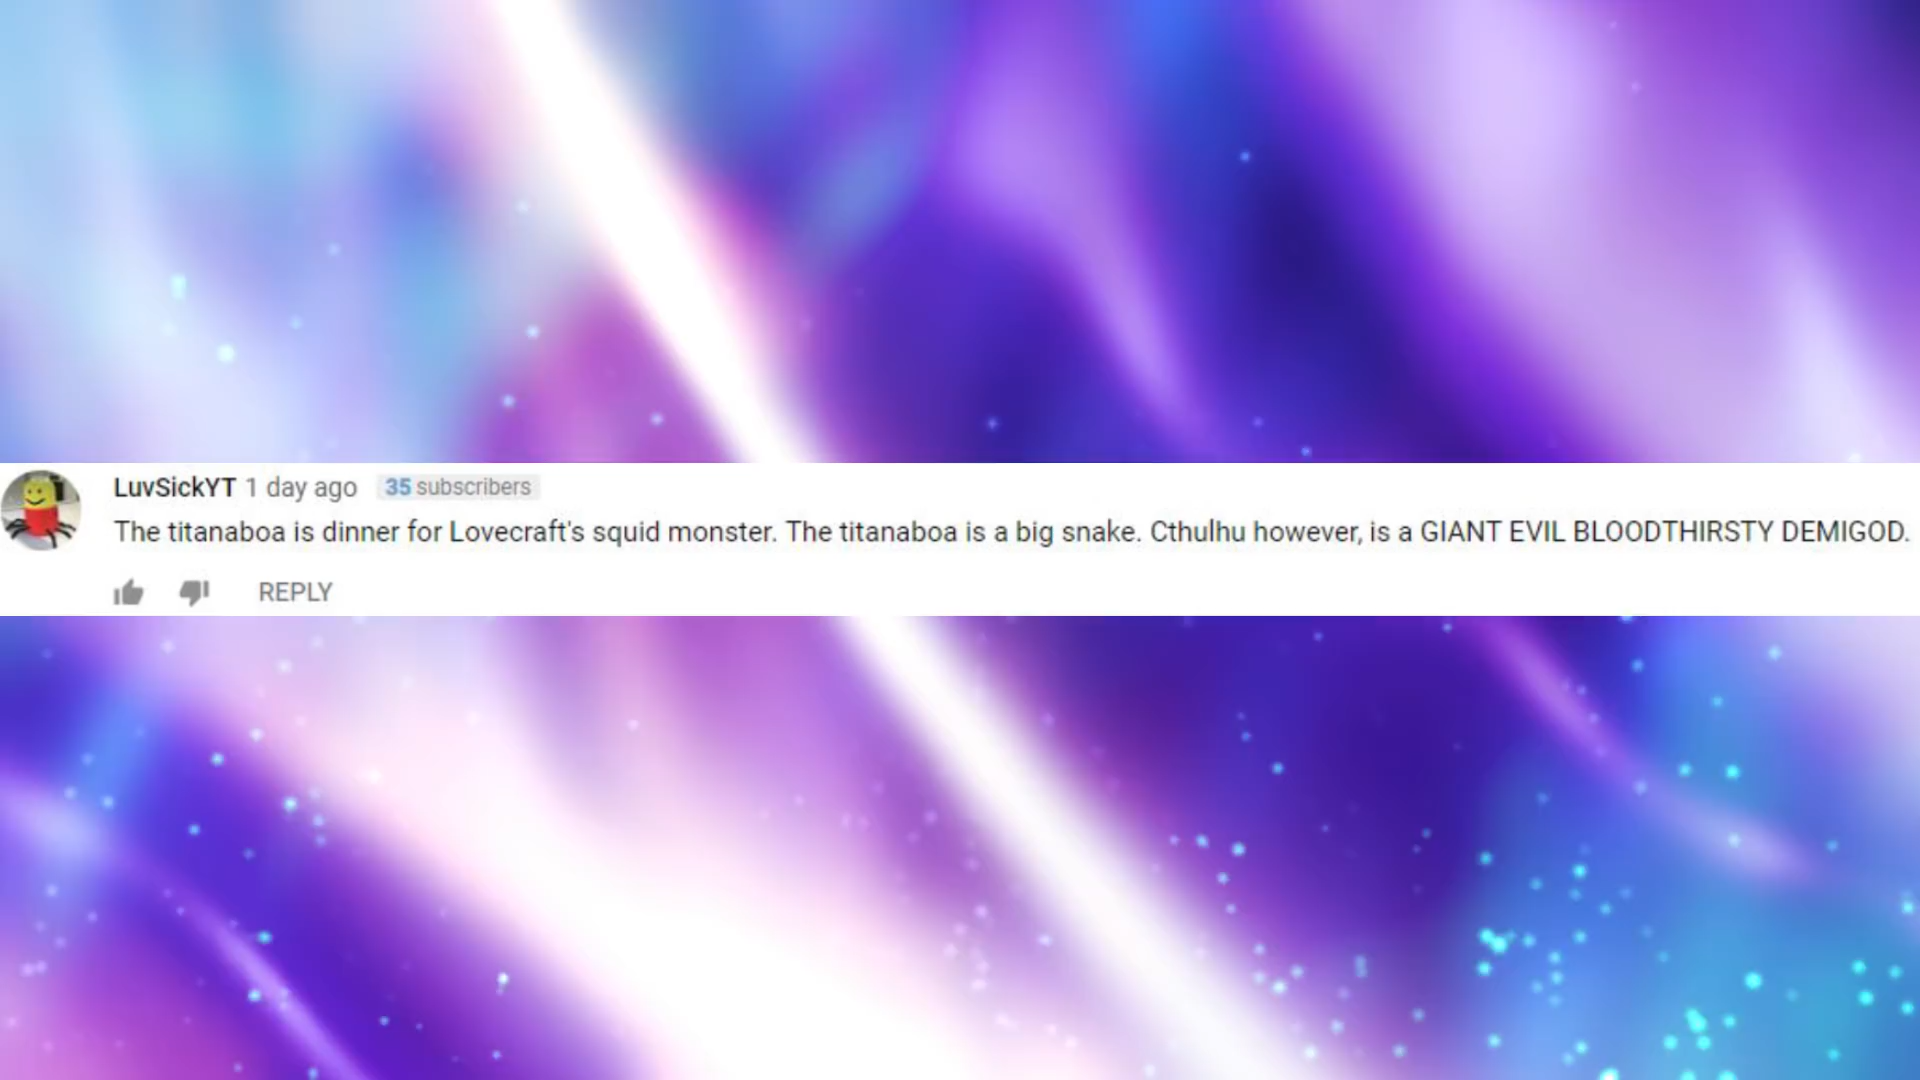 LuvSickYT 1 day ago 35 subscribers
The titanaboa is dinner for Lovecraft's squid monster. The titanaboa is a big snake. Cthulhu however, is a GIANT EVIL BLOODTHIRSTY DEMIGOD.
REPLY